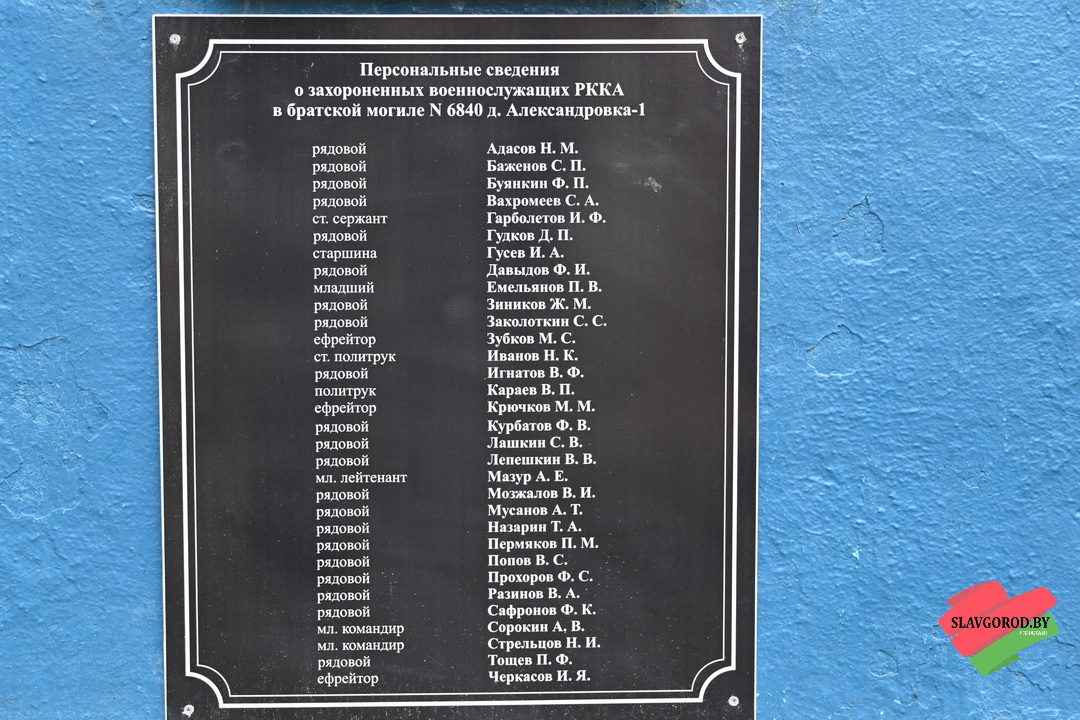 Персональные сведения
о захороненных военнослужащих РККА
в братской могиле N 6840 д. Александровка-1
рядовой Адасов Н. М.
рядовой Баженов С. П.
рядовой Буянкин Ф. П.
рядовой Вахромеев С. А.
ст. сержант Гарболетов И. Ф.
рядовой Гудков Д. П.
старшина Гусев И. А.
рядовой Давыдов Ф. И.
младший Емельянов П. В.
рядовой Зиников Ж. М.
рядовой Заколоткин С. С.
ефрейтор Зубков М. С.
ст. политрук Иванов Н. К.
рядовой Игнатов В. Ф.
политрук Караев В. П.
ефрейтор Крючков М. М.
рядовой Курбатов Ф. В.
рядовой Лашкин С. В.
рядовой Лепешкин В. В.
мл. лейтенант Мазур А. Е.
рядовой Мозжалов В. И.
рядовой Мусанов А. Т.
рядовой Назарин Т. А.
рядовой Пермяков П. М.
рядовой Попов В. С.
рядовой Прохоров Ф. С.
рядовой Разинов В. А.
рядовой Сафронов Ф. К.
мл. командир Сорокин А, В.
мл. командир Стрельцов Н. И.
рядовой Тощев П. Ф.
ефрейтор Черкасов И. Я.
SLAVGOROD.BY
УЗНАВАЙ!